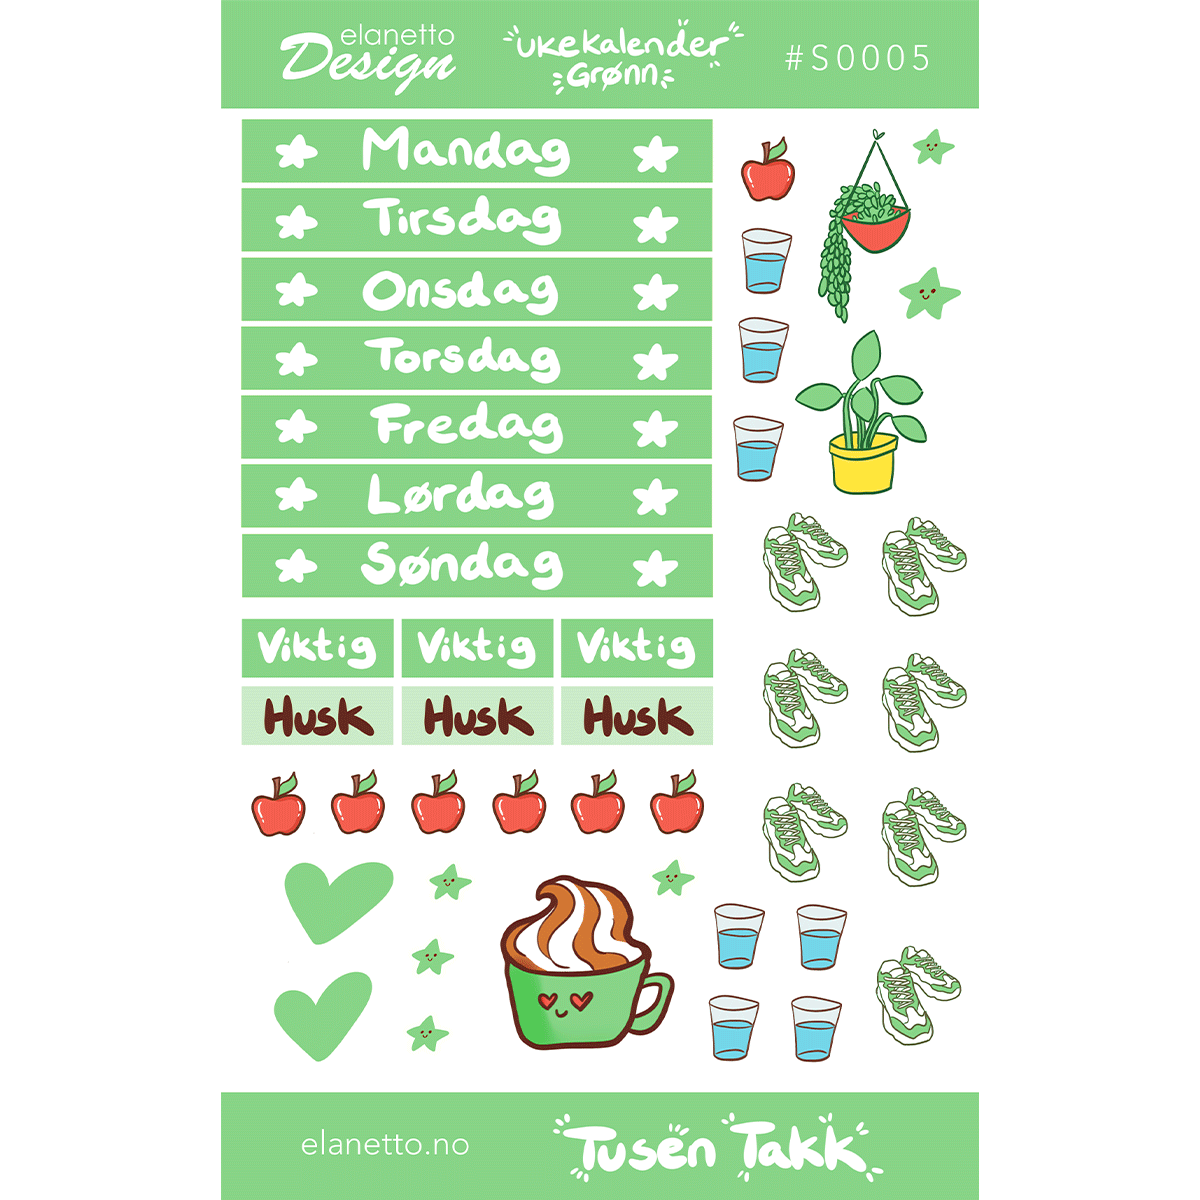 elanetto
Design
ukekalender
Grønn
#S0005
Mandag
Tirsdag
Onsdag
Torsdag
Fredag
Lørdag
Søndag
Viktig Viktig Viktig
Husk Husk Husk
elanetto.no
Tusen Takk